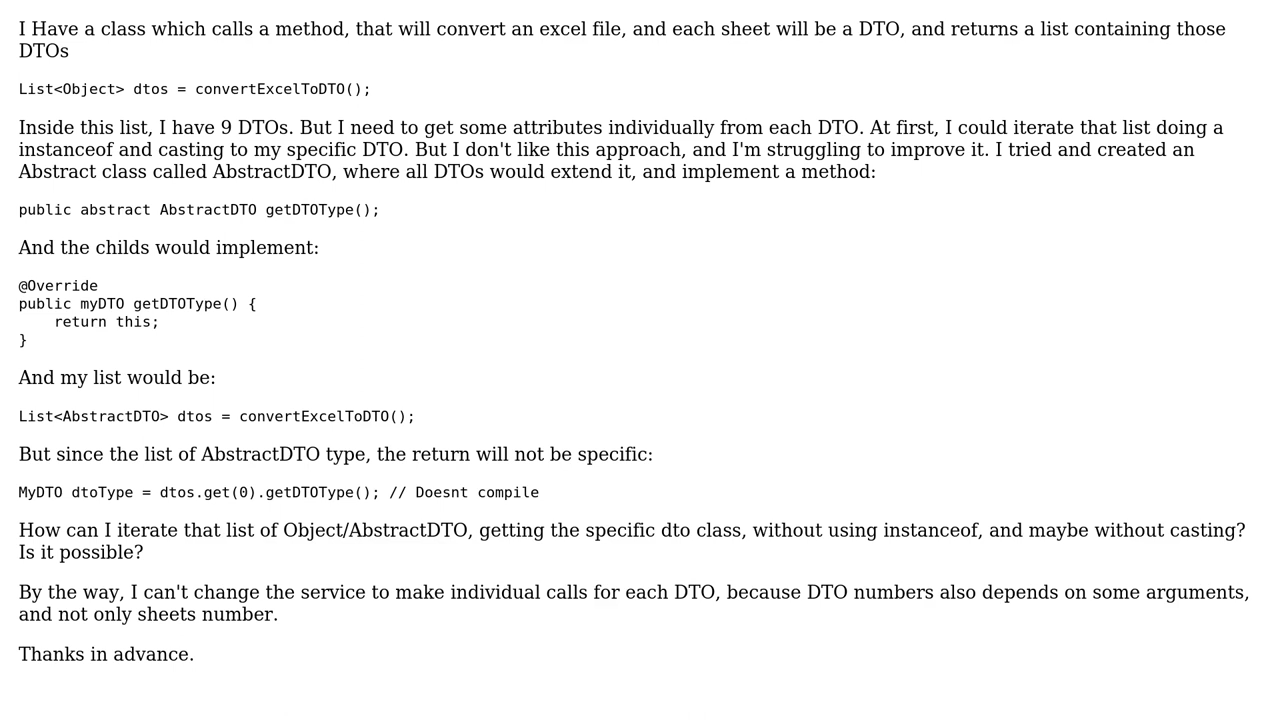 I Have a class which calls a method, that will convert an excel file, and each sheet will be a DTO, and returns a list containing those
DTOs
List<Object> dtos = convertExcelToDTO();
Inside this list, I have 9 DTOs. But I need to get some attributes individually from each DTO. At first, I could iterate that list doing a
instanceof and casting to my specific DTO. But I don't like this approach, and I'm struggling to improve it. I tried and created an
Abstract class called AbstractDTO, where all DTOs would extend it, and implement a method:
public abstract AbstractDTO getDTOType();
And the childs would implement:
@Override
public myDTO getDTOType() {
    return this;
}
And my list would be:
List<AbstractDTO> dtos = convertExcelToDTO();
But since the list of AbstractDTO type, the return will not be specific:
MyDTO dtoType = dtos.get(0).getDTOType(); // Doesnt compile
How can I iterate that list of Object/AbstractDTO, getting the specific dto class, without using instanceof, and maybe without casting?
Is it possible?
By the way, I can't change the service to make individual calls for each DTO, because DTO numbers also depends on some arguments,
and not only sheets number.
Thanks in advance.